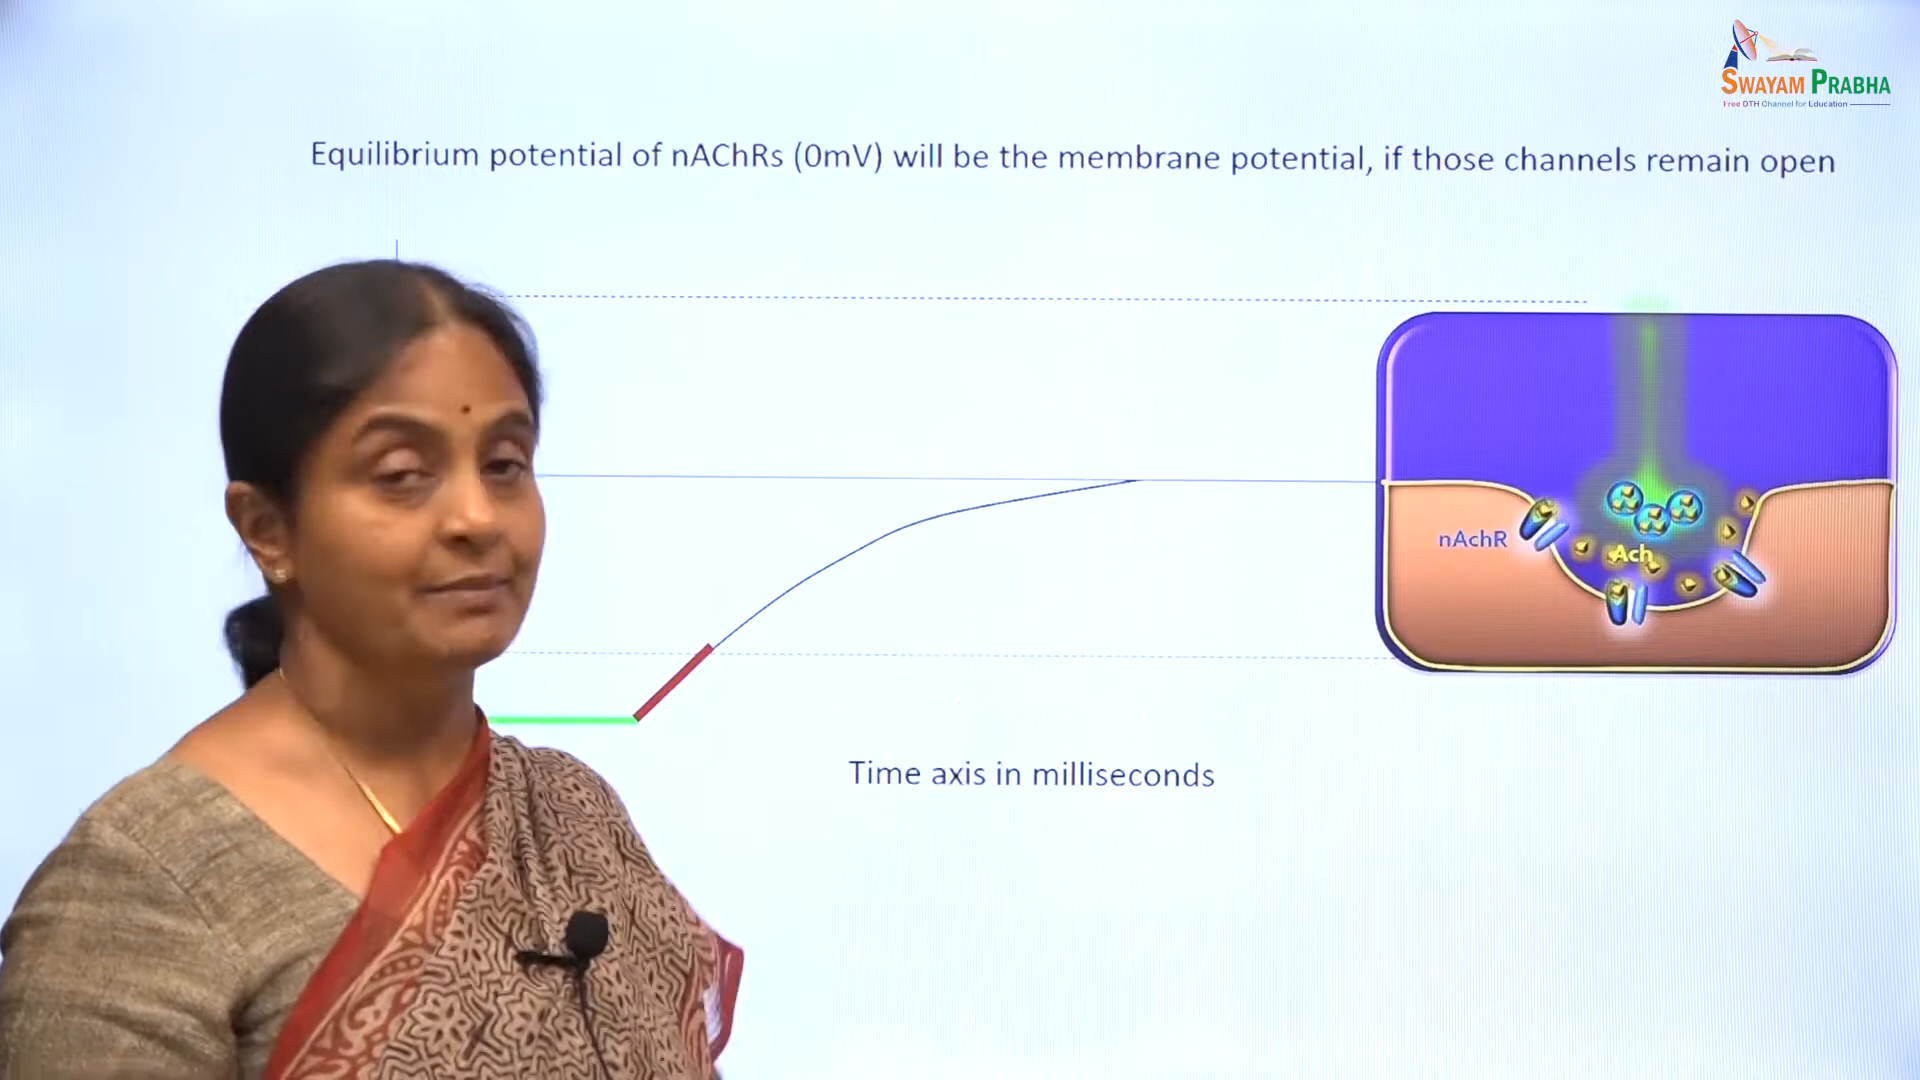 SWAYAM PRABHA
Free DTH Channel for Education
Equilibrium potential of nAChRs (0mV) will be the membrane potential, if those channels remain open
nAchR
Ach
Time axis in milliseconds